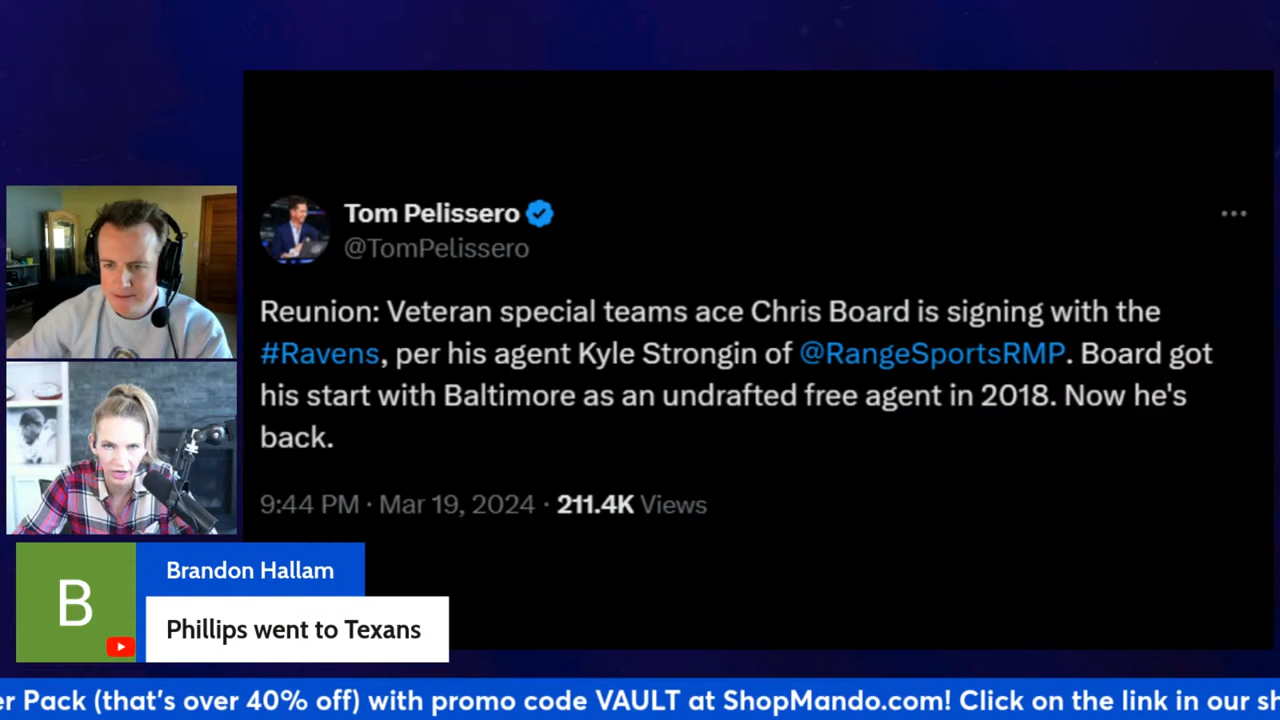 Tom Pelissero
@TomPelissero
Reunion: Veteran special teams ace Chris Board is signing with the
#Ravens, per his agent Kyle Strongin of @RangeSportsRMP. Board got
his start with Baltimore as an undrafted free agent in 2018. Now he's
back.
9:44 PM · Mar 19, 2024 · 211.4K Views
B
Brandon Hallam
Phillips went to Texans
er Pack (that's over 40% off) with promo code VAULT at ShopMando.com! Click on the link in our sh